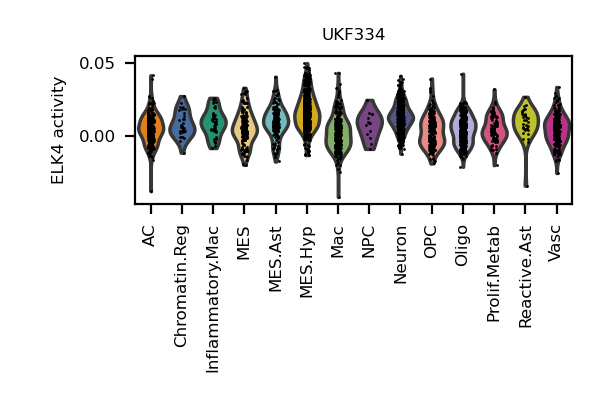 UKF334
ELK4 activity
0.05
0.00
AC
Chromatin.Reg
Inflammatory.Mac
MES
MES.Ast
MES.Hyp
Mac
NPC
Neuron
OPC
Oligo
Prolif.Metab
Reactive.Ast
Vasc